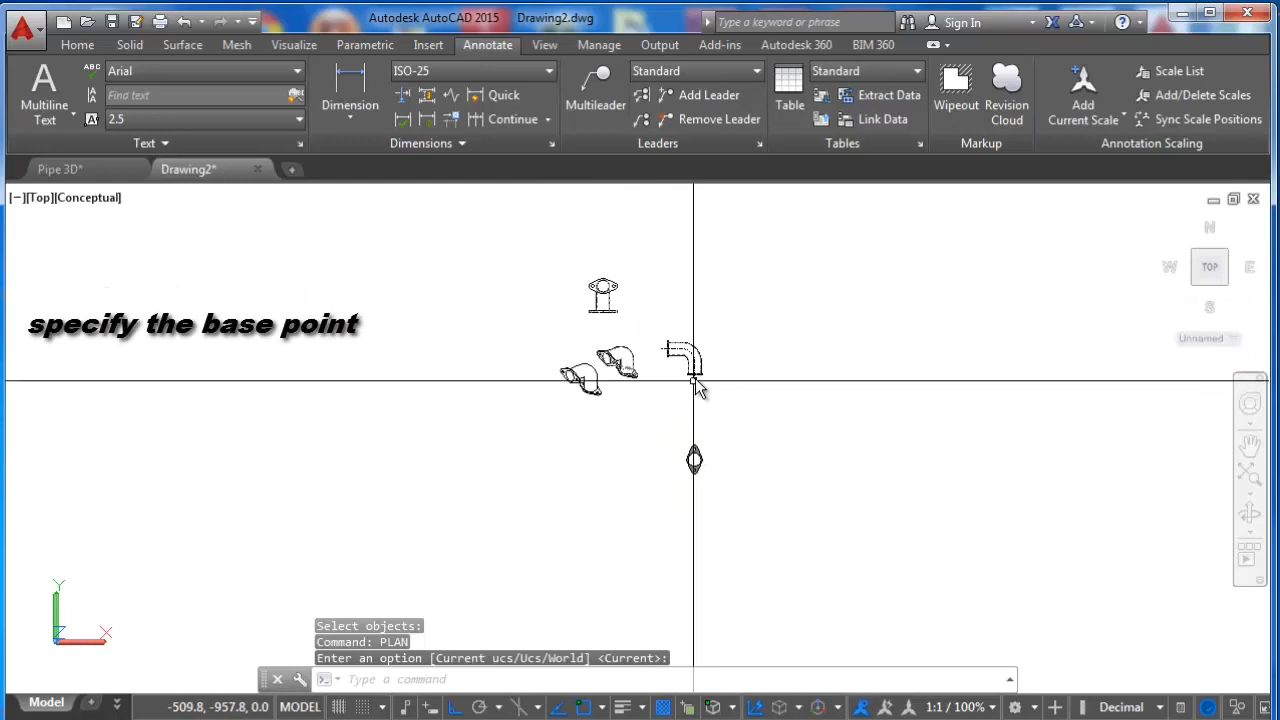 Autodesk AutoCAD 2015 Drawing2.dwg
Type a keyword or phrase
Sign In
Home Solid Surface Mesh Visualize Parametric Insert Annotate View Manage Output Add-ins Autodesk 360 BIM 360
Multiline
Text
ABC
Arial
Find text
2.5
Text
Dimension
ISO-25
Quick
Continue
Dimensions
Multileader
Standard
Add Leader
Remove Leader
Leaders
Table
Standard
Extract Data
Link Data
Tables
Wipeout
Revision
Cloud
Markup
Add
Current Scale
Scale List
Add/Delete Scales
Sync Scale Positions
Annotation Scaling
Pipe 3D*
Drawing2*
[−][Top][Conceptual]
N
W TOP E
S
Unnamed
specify the base point
Y
Z
X
Select objects:
Command: PLAN
Enter an option [Current ucs/Ucs/World] <Current>:
Type a command
Model
-509.8, -957.8, 0.0 MODEL
1:1 / 100%
Decimal